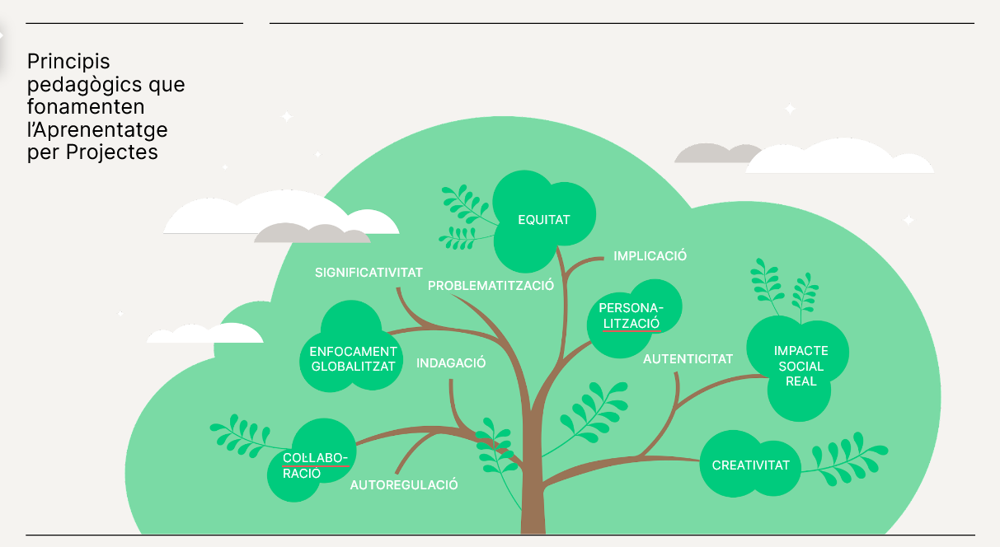 Principis
pedagògics que
fonamenten
l'Aprenentatge
per Projectes
EQUITAT
IMPLICACIÓ
SIGNIFICATIVITAT
PROBLEMATITZACIÓ
PERSONA-
LITZACIÓ
ENFOCAMENT
GLOBALITZAT
INDAGACIÓ
AUTENTICITAT
IMPACTE
SOCIAL
REAL
COL·LABO-
RACIÓ
AUTOREGULACIÓ
CREATIVITAT